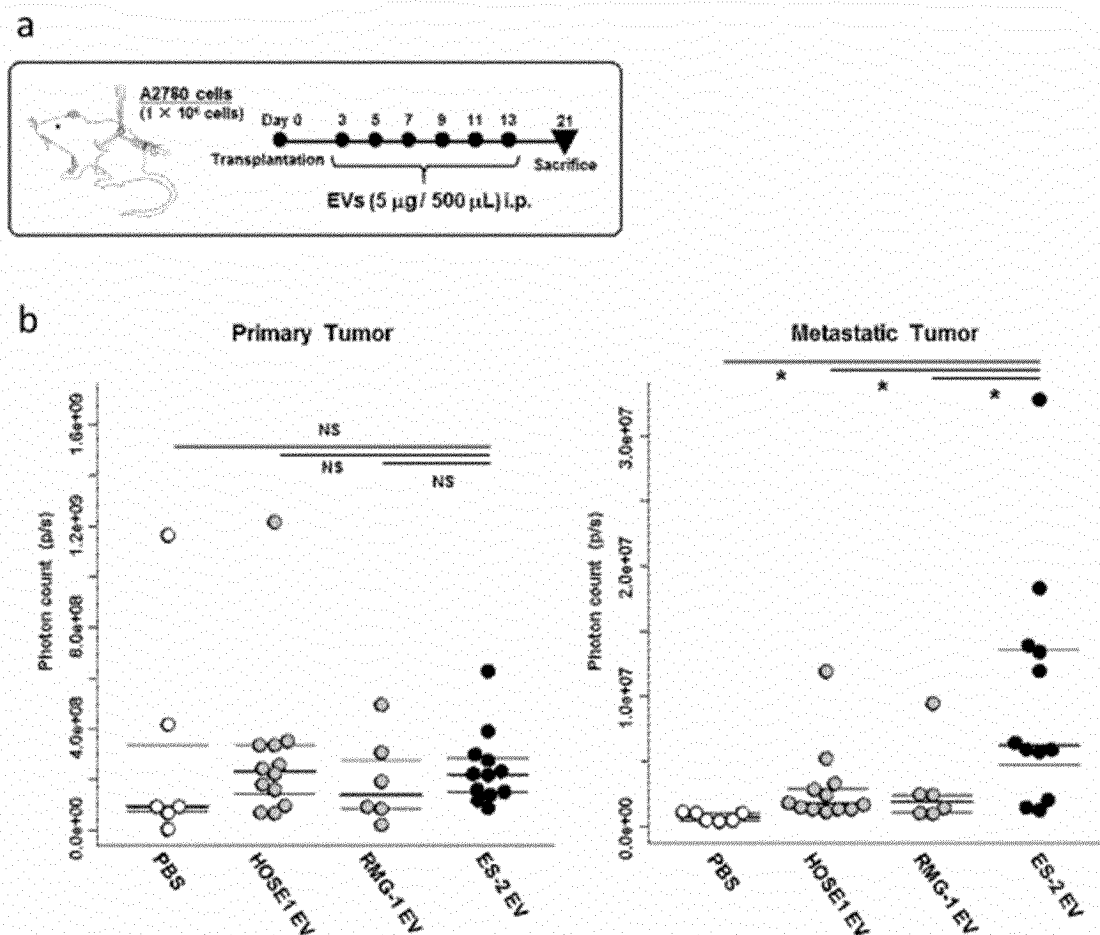 a
A2780 cells
(1 × 10⁶ cells)
Day 0 3 5 7 9 11 13 21
Transplantation Sacrifice
EVs (5 µg / 500 µL) i.p.
b
Primary Tumor
NS
NS
NS
Photon count (p/s)
1.6e+09
1.2e+09
8.0e+08
4.0e+08
0.0e+00
PBS
HOSE1 EV
RMG-1 EV
ES-2 EV
Metastatic Tumor
*
*
*
Photon count (p/s)
3.0e+07
2.0e+07
1.0e+07
0.0e+00
PBS
HOSE1 EV
RMG-1 EV
ES-2 EV